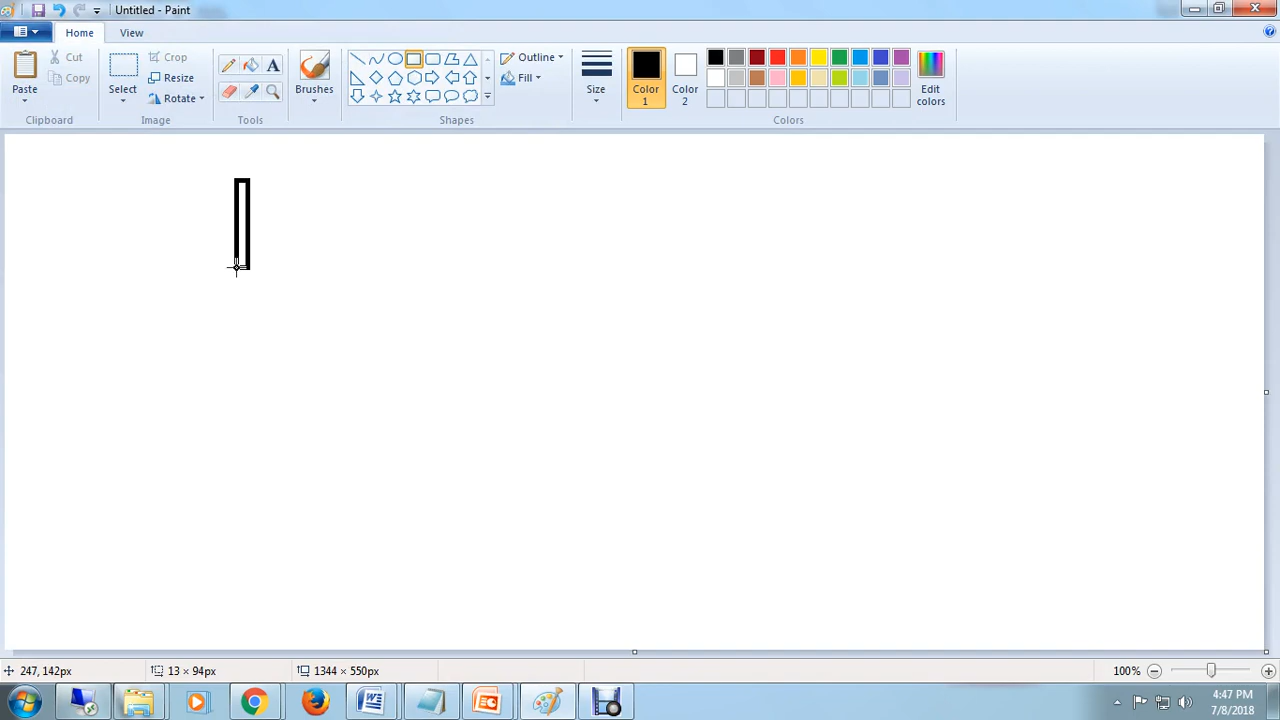 Untitled - Paint
Home View
Paste
Cut
Copy
Clipboard
Select
Crop
Resize
Rotate
Image
A
Tools
Brushes
Outline
Fill
Shapes
Size
Color 1
Color 2
Edit colors
Colors
247, 142px 13 × 94px 1344 × 550px 100%
4:47 PM
7/8/2018